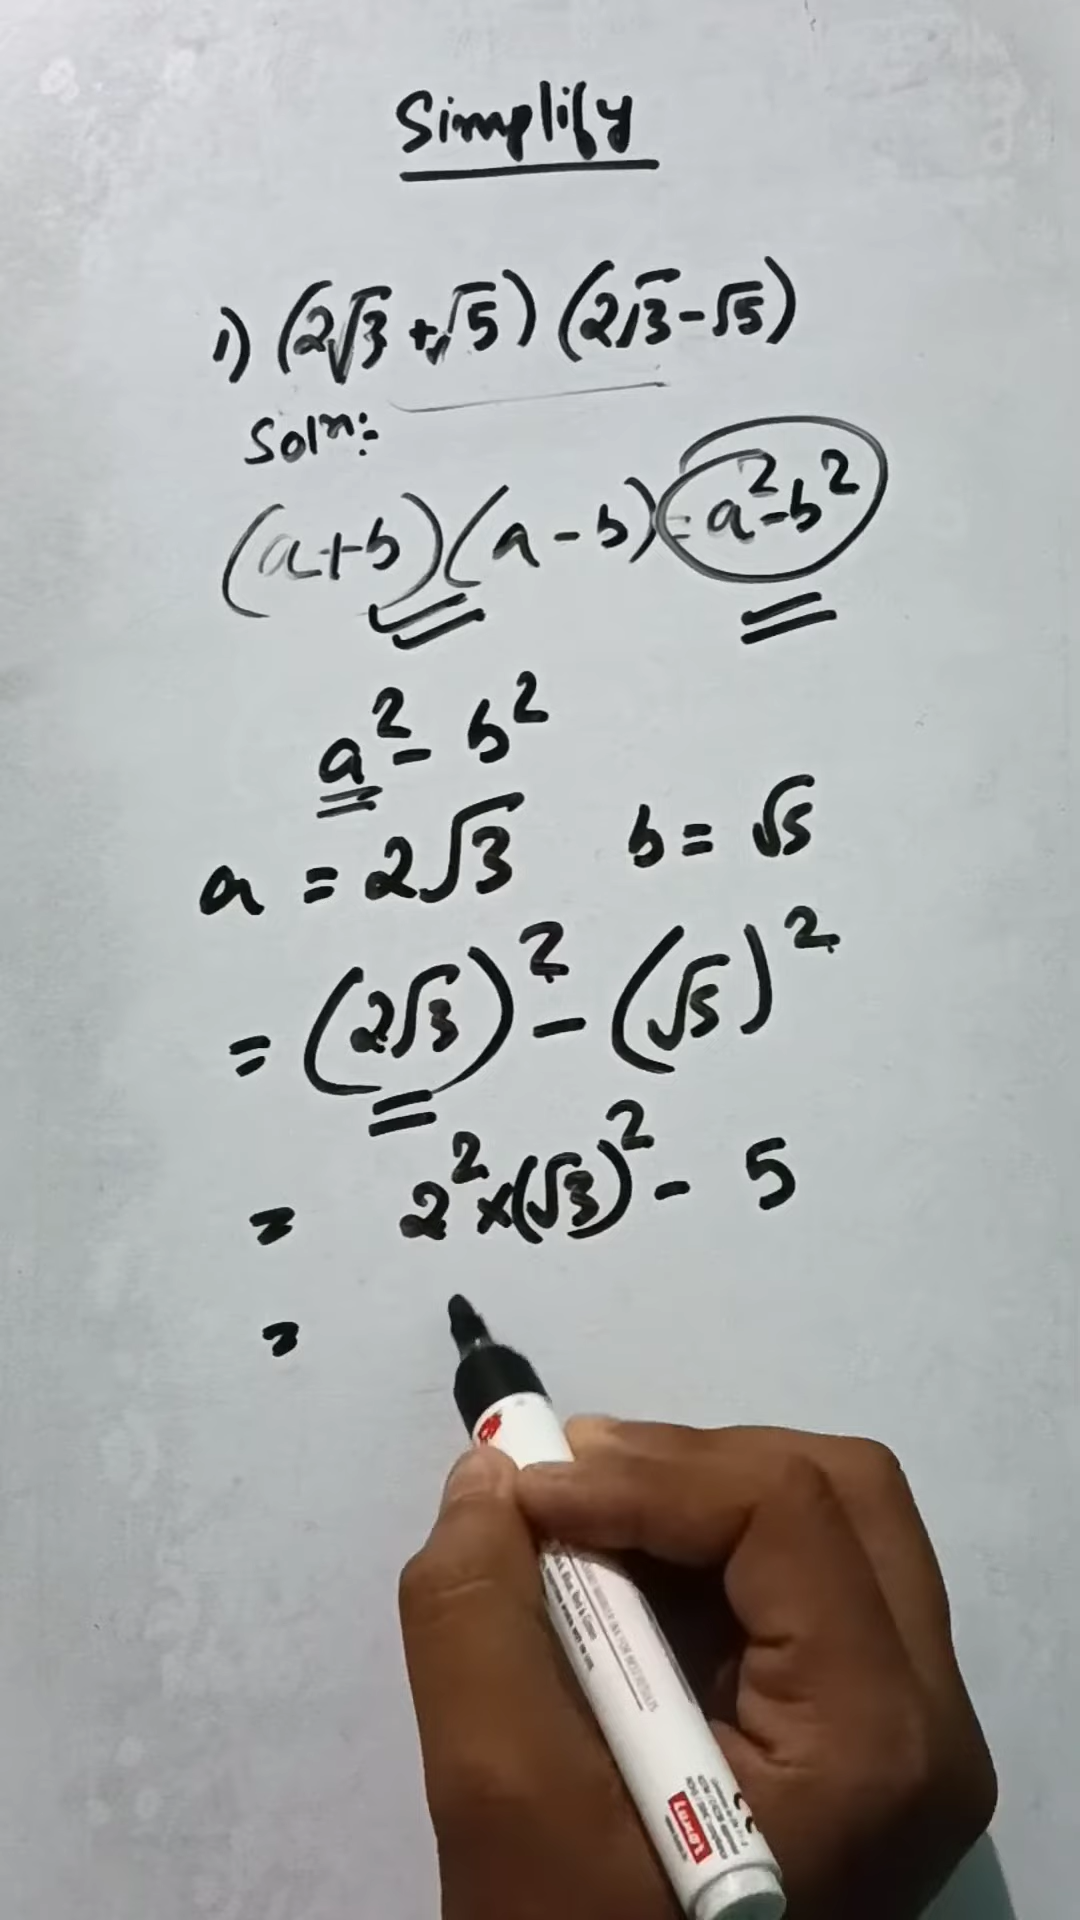 Simplify
1) (2√3 + √5) (2√3 - √5)
Solⁿ:-
(a+b)(a-b) = a²-b²
a² - b²
a = 2√3 b = √5
= (2√3)² - (√5)²
= 2² × (√3)² - 5
=
Luxor